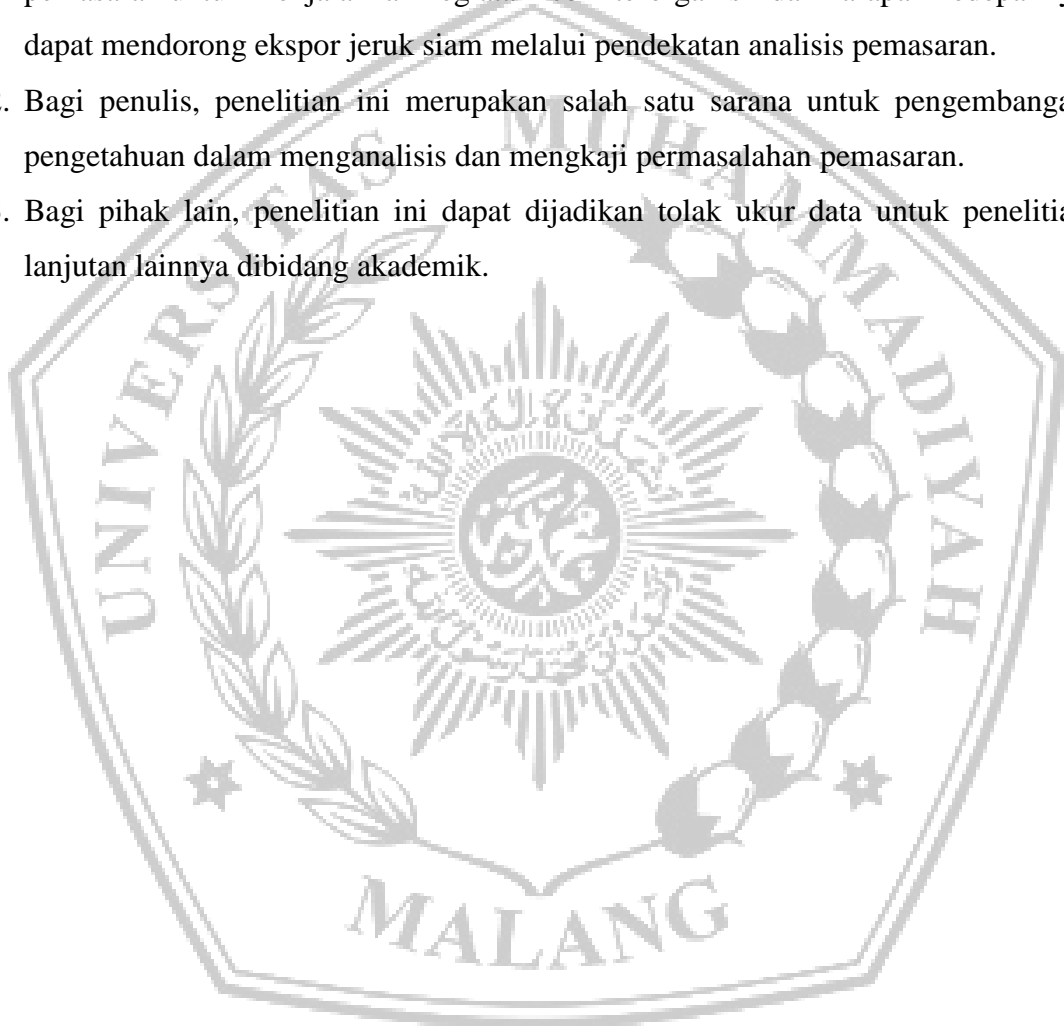 dapat mendorong ekspor jeruk siam melalui pendekatan analisis pemasaran.
Bagi penulis, penelitian ini merupakan salah satu sarana untuk
pengetahuan dalam menganalisis dan mengkaji permasalahan pemasaran.
Bagi pihak lain, penelitian ini dapat dijadikan tolak ukur data untuk
lanjutan lainnya dibidang akademik.
UNIVERSITAS MUHAMMADIYAH
MALANG